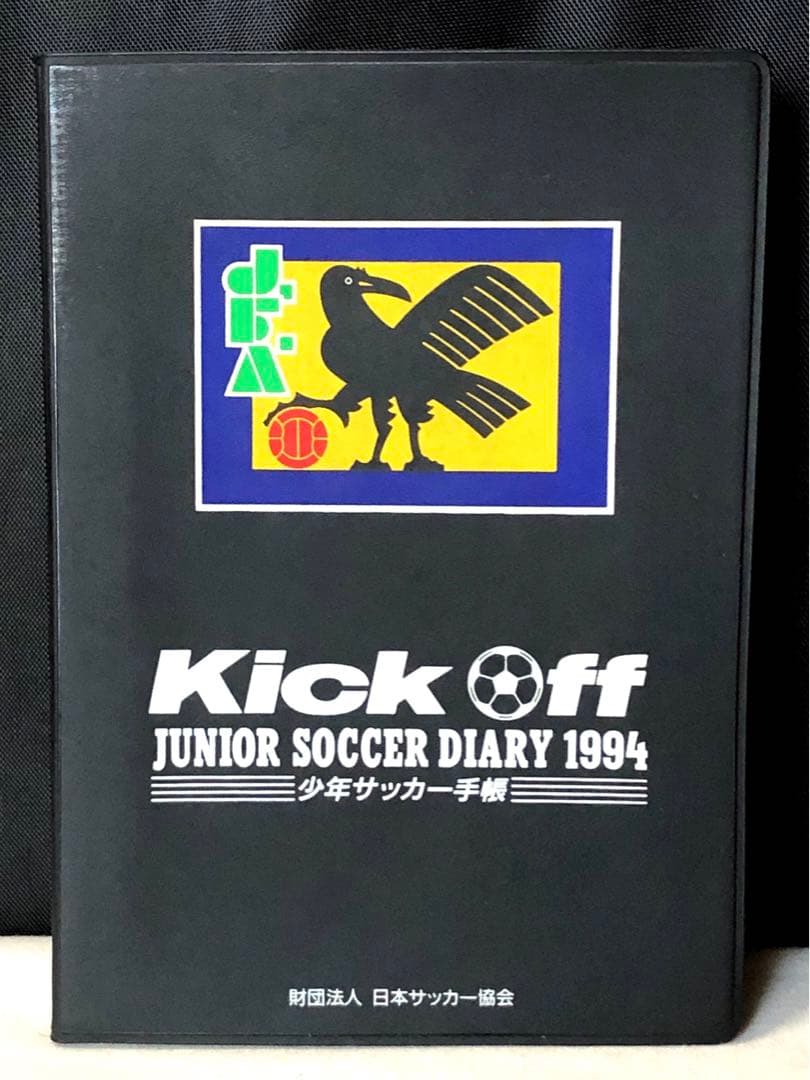 J.
F.
A
Kick Off
JUNIOR SOCCER DIARY 1994
少年サッカー手帳
財団法人 日本サッカー協会